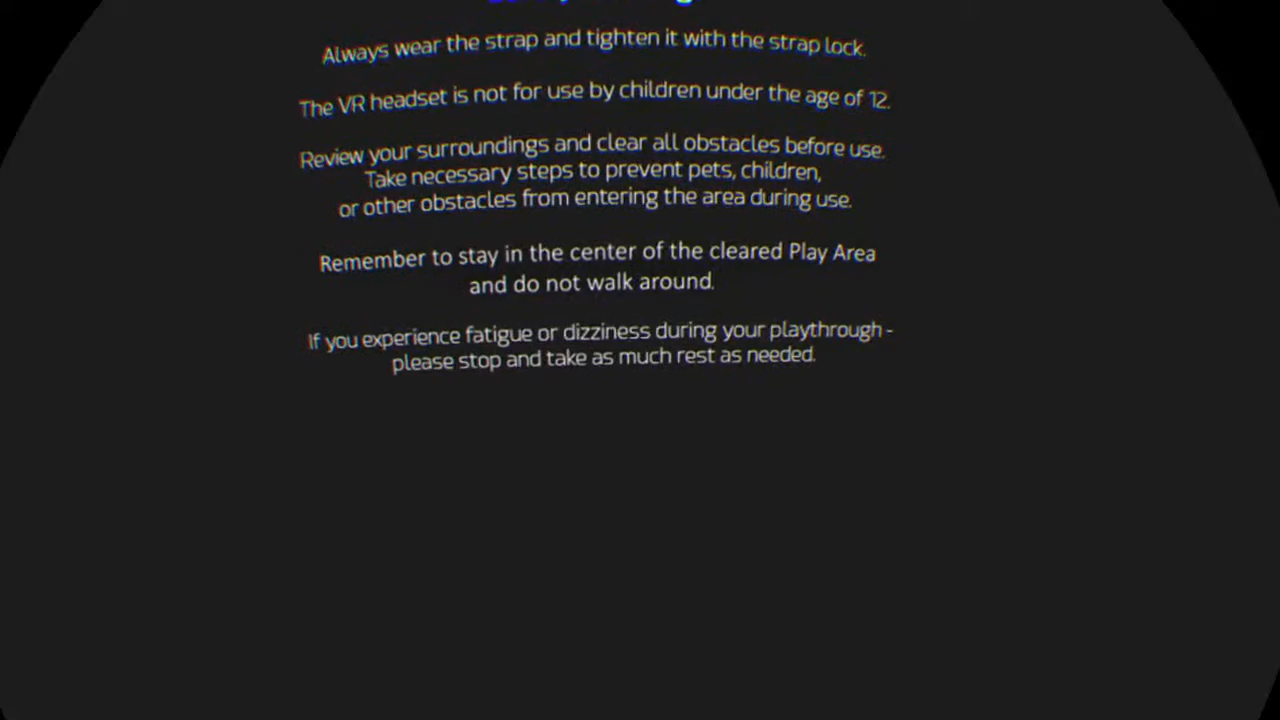 Always wear the strap and tighten it with the strap lock.
The VR headset is not for use by children under the age of 12.
Review your surroundings and clear all obstacles before use.
Take necessary steps to prevent pets, children,
or other obstacles from entering the area during use.
Remember to stay in the center of the cleared Play Area
and do not walk around.
If you experience fatigue or dizziness during your playthrough -
please stop and take as much rest as needed.